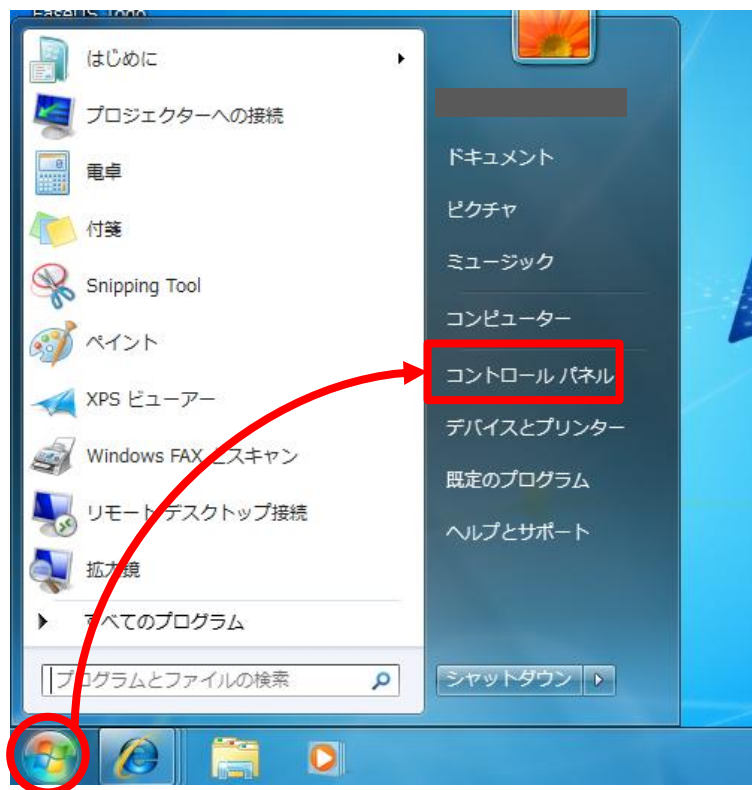 EaseUS Todo
はじめに
プロジェクターへの接続
電卓
付箋
Snipping Tool
ペイント
XPS ビューアー
Windows FAX とスキャン
リモート デスクトップ接続
拡大鏡
すべてのプログラム
プログラムとファイルの検索
ドキュメント
ピクチャ
ミュージック
コンピューター
コントロール パネル
デバイスとプリンター
既定のプログラム
ヘルプとサポート
シャットダウン